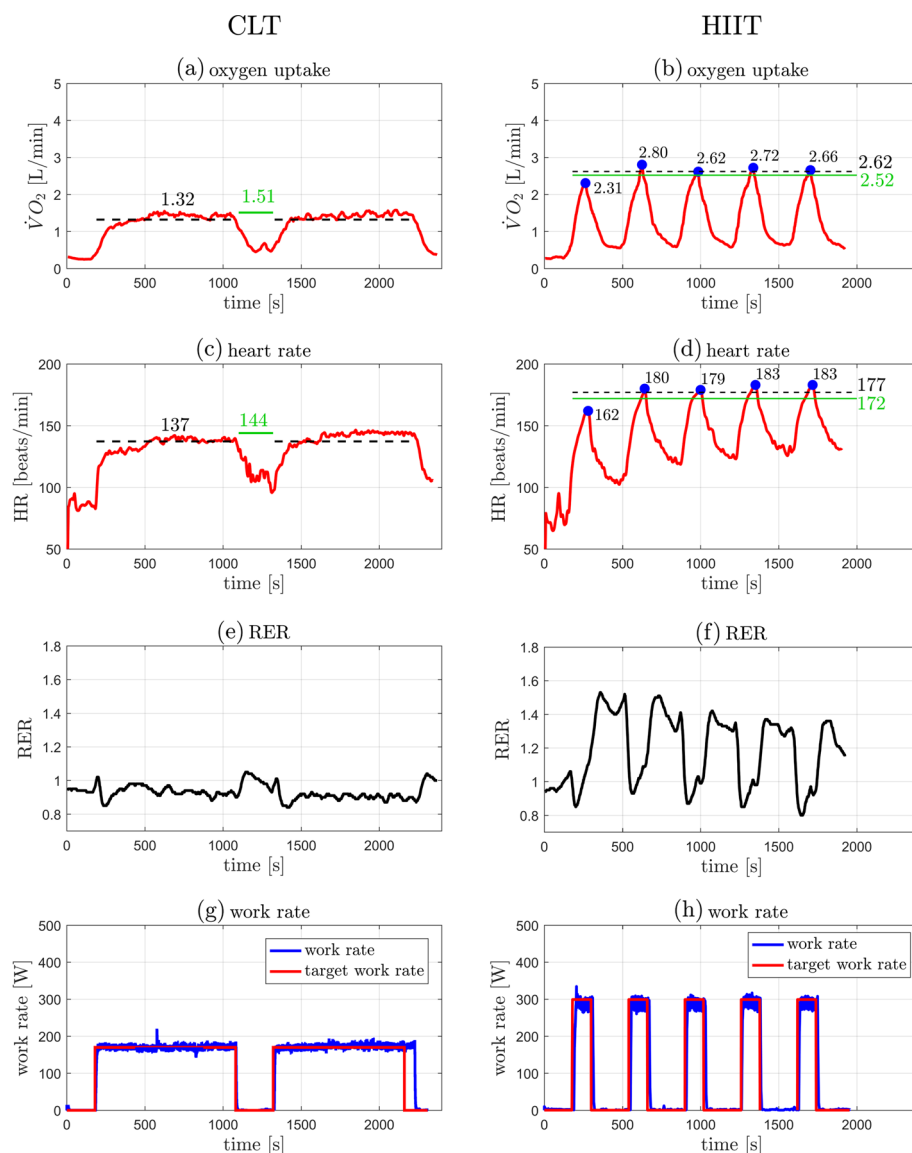 CLT
HIIT
(a) oxygen uptake
V̇O2 [L/min]
5
4
3
2
1
0
1.32
1.51
0 500 1000 1500 2000
time [s]
(b) oxygen uptake
V̇O2 [L/min]
5
4
3
2
1
0
2.31
2.80
2.62
2.72
2.66
2.62
2.52
0 500 1000 1500 2000
time [s]
(c) heart rate
HR [beats/min]
200
150
100
50
137
144
0 500 1000 1500 2000
time [s]
(d) heart rate
HR [beats/min]
200
150
100
50
162
180
179
183
183
177
172
0 500 1000 1500 2000
time [s]
(e) RER
RER
1.8
1.6
1.4
1.2
1
0.8
0 500 1000 1500 2000
time [s]
(f) RER
RER
1.8
1.6
1.4
1.2
1
0.8
0 500 1000 1500 2000
time [s]
(g) work rate
work rate [W]
500
400
300
200
100
0
work rate
target work rate
0 500 1000 1500 2000
time [s]
(h) work rate
work rate [W]
500
400
300
200
100
0
work rate
target work rate
0 500 1000 1500 2000
time [s]